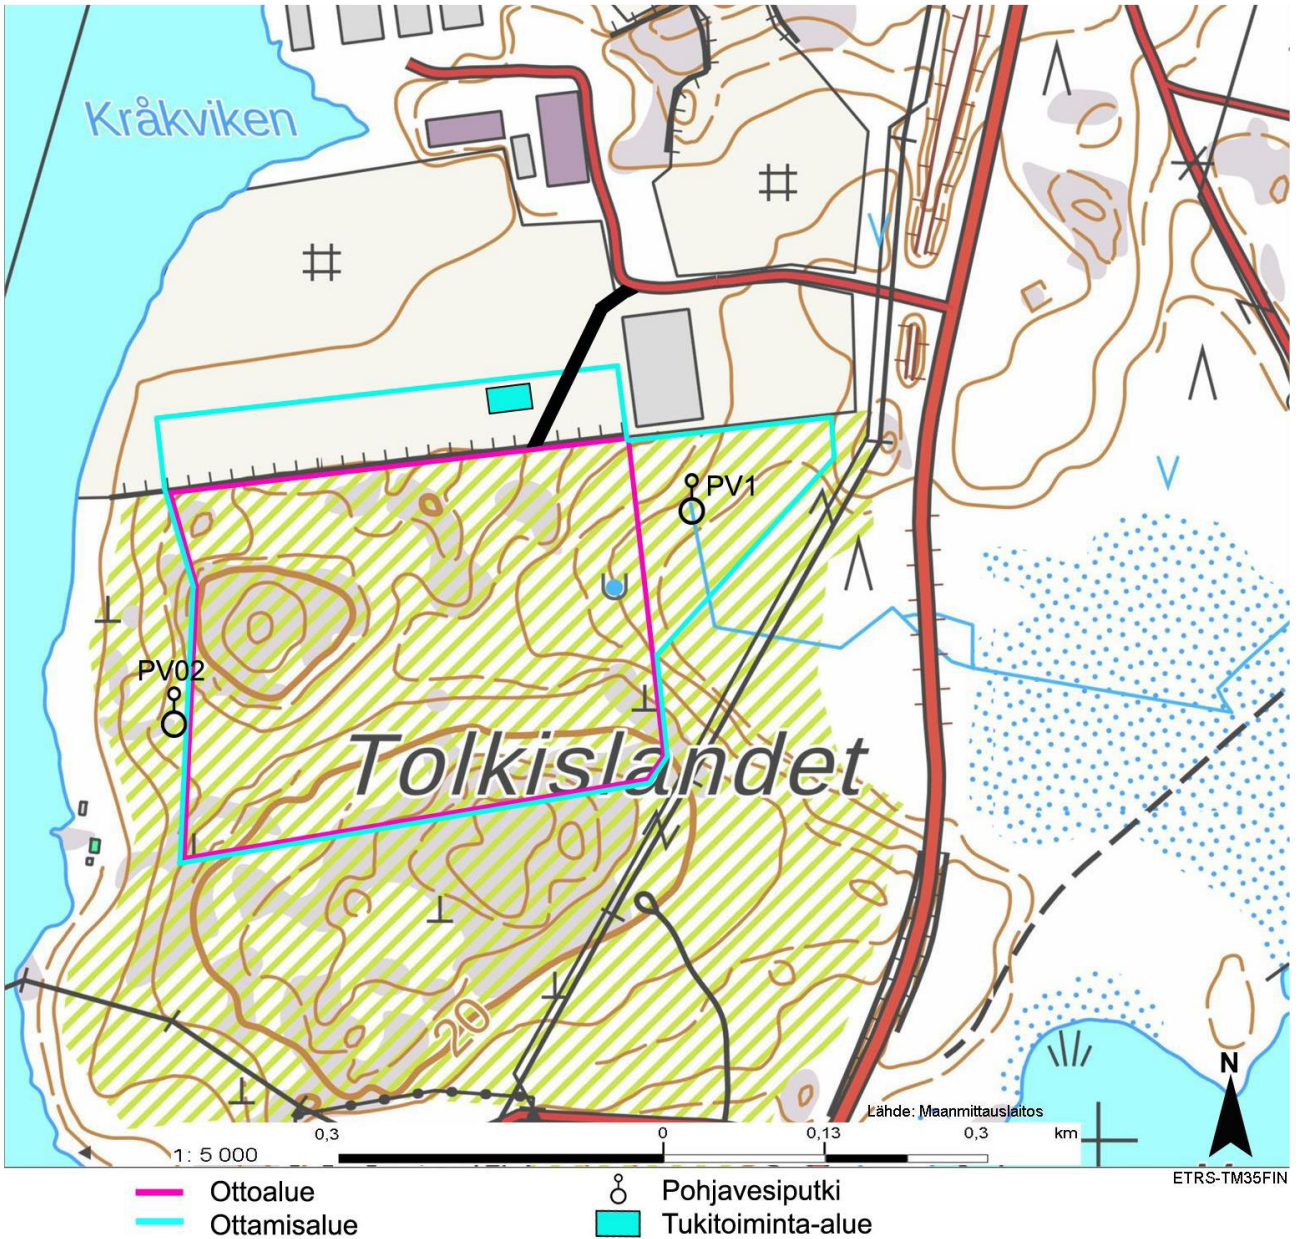 Kråkviken
PV1
PV02
Tolkislandet
20
N
Lähde: Maanmittauslaitos
0,3 0 0,13 0,3 km
1: 5 000
ETRS-TM35FIN
Ottoalue
Pohjavesiputki
Ottamisalue
Tukitoiminta-alue